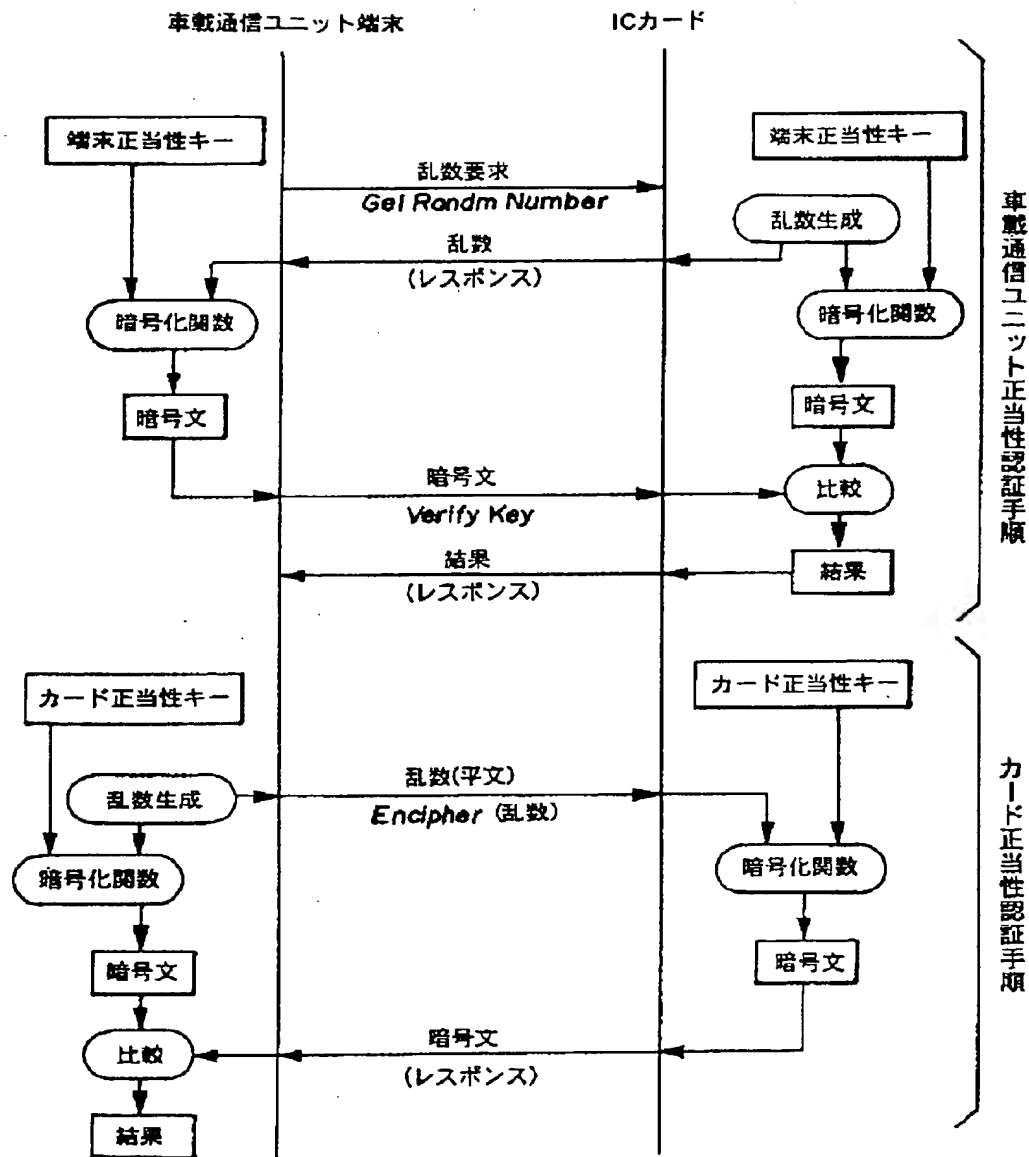 車載通信ユニット端末
ICカード
端末正当性キー
端末正当性キー
乱数要求
Get Randm Number
乱数生成
乱数
(レスポンス)
暗号化関数
暗号化関数
暗号文
暗号文
暗号文
Verify Key
比較
結果
(レスポンス)
結果
車載通信ユニット正当性認証手順
カード正当性キー
カード正当性キー
乱数生成
乱数(平文)
Encipher (乱数)
暗号化関数
暗号化関数
暗号文
暗号文
暗号文
(レスポンス)
比較
結果
カード正当性認証手順